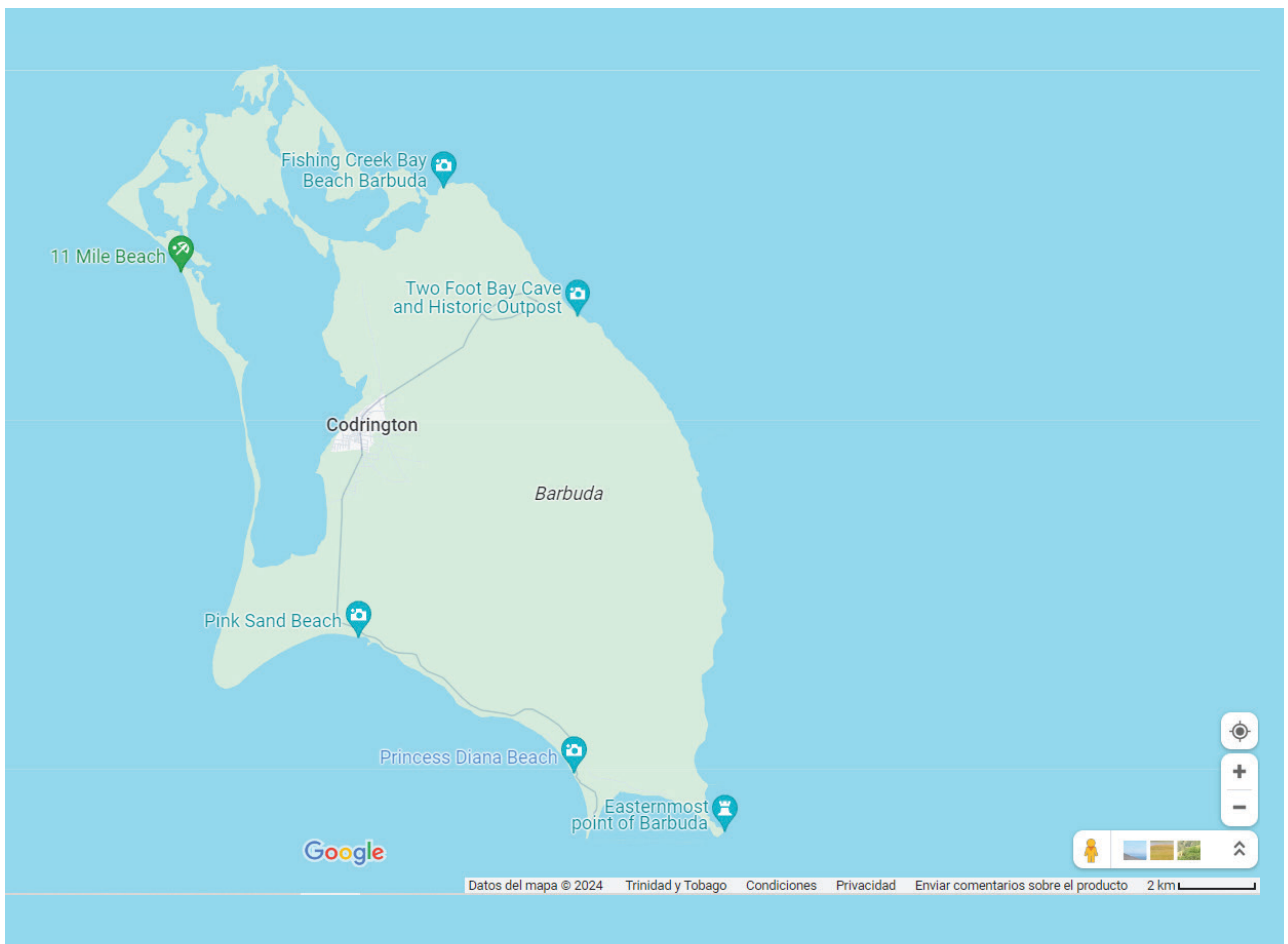 Fishing Creek Bay
Beach Barbuda
11 Mile Beach
Two Foot Bay Cave
and Historic Outpost
Codrington
Barbuda
Pink Sand Beach
Princess Diana Beach
Easternmost
point of Barbuda
Google
Datos del mapa © 2024 Trinidad y Tobago Condiciones Privacidad Enviar comentarios sobre el producto 2 km